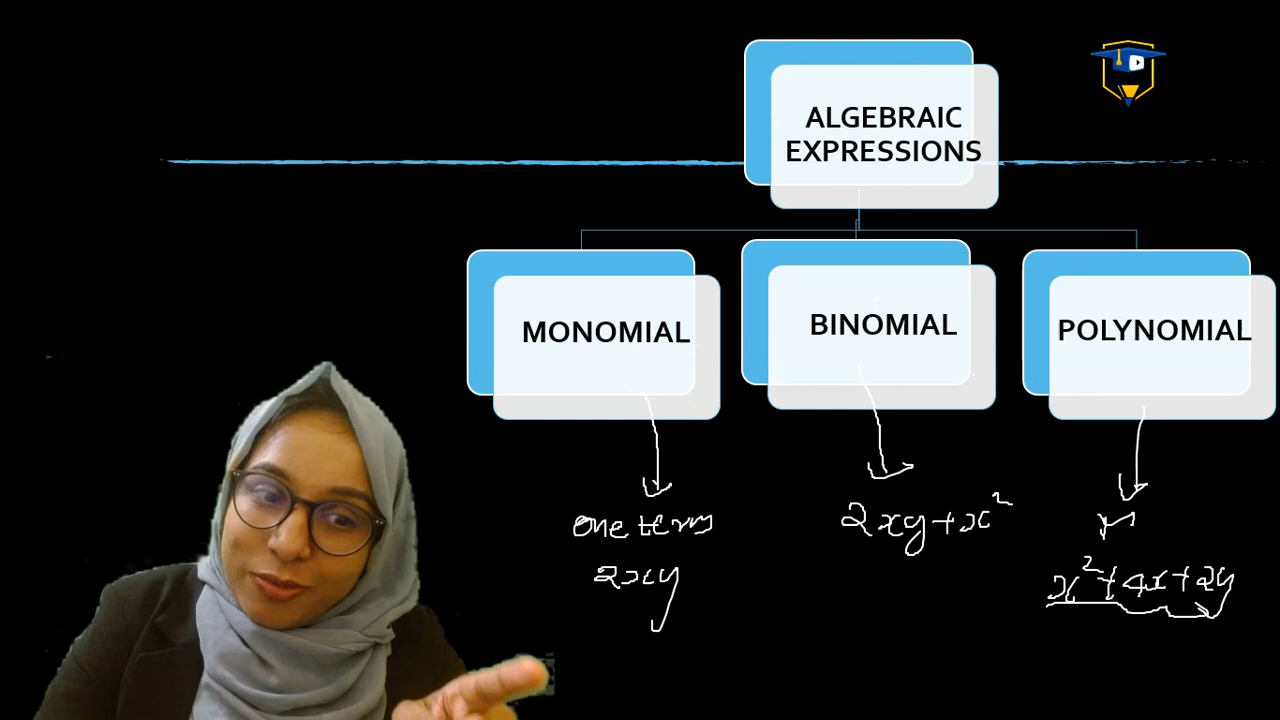 ALGEBRAIC
EXPRESSIONS
MONOMIAL
BINOMIAL
POLYNOMIAL
one term
2xy
2xy+x²
x²+4x+2y